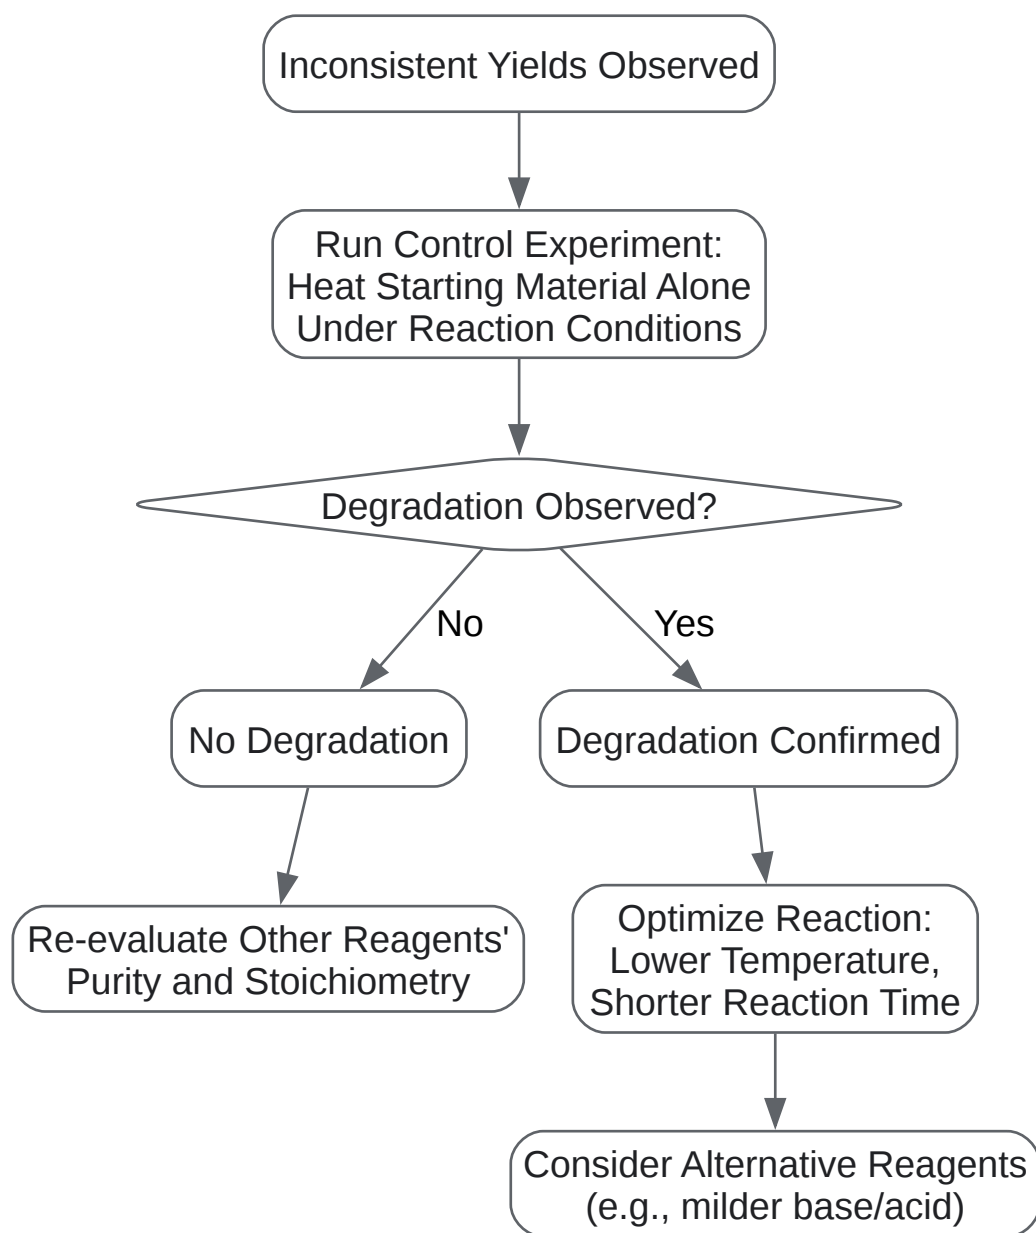 Inconsistent Yields Observed
Run Control Experiment:
Heat Starting Material Alone
Under Reaction Conditions
Degradation Observed?
No
Yes
No Degradation
Degradation Confirmed
Re-evaluate Other Reagents'
Purity and Stoichiometry
Optimize Reaction:
Lower Temperature,
Shorter Reaction Time
Consider Alternative Reagents
(e.g., milder base/acid)